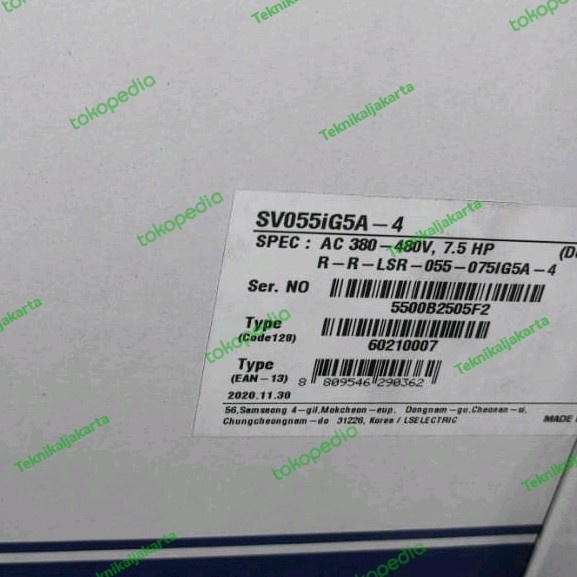 tokopedia
Teknikaljakarta
tokopedia
tokopedia
Teknikaljakarta
tokopedia
Teknikaljakarta
SV055iG5A-4
SPEC : AC 380-480V, 7.5 HP
R-R-LSR-055-075IG5A-4
Ser. NO
5500B2505F2
Type
(Code128)
60210007
Type
(EAN-13)
8 809546 290362
2020.11.30
56,Samseong 4-gil,Mokcheon-eup, Dongnam-gu,Cheonan-si,
Chungcheongnam-do 31226, Korea / LSELECTRIC
MADE
tokopedia
Teknikaljakarta
Teknikaljakarta
tokopedia
tokopedia
Teknikaljakarta
tokopedia